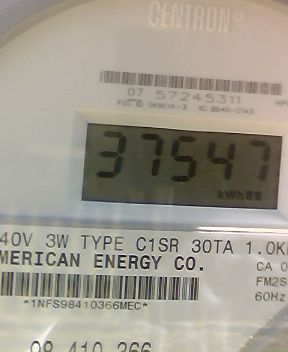 CENTRON®
07 57245311
37547
kWh
40V 3W TYPE C1SR 30TA 1.0K
MERICAN ENERGY CO.
CA 0
FM2S
60Hz
*1NFS98410366MEC*
98 410 366